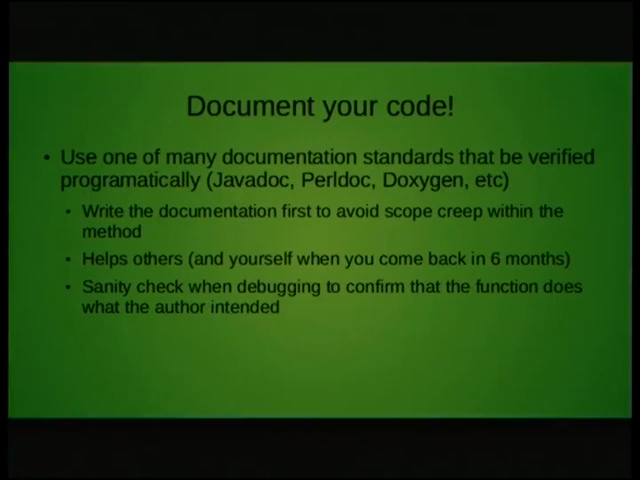 Document your code!
• Use one of many documentation standards that be verified
programatically (Javadoc, Perldoc, Doxygen, etc)
• Write the documentation first to avoid scope creep within the
method
• Helps others (and yourself when you come back in 6 months)
• Sanity check when debugging to confirm that the function does
what the author intended